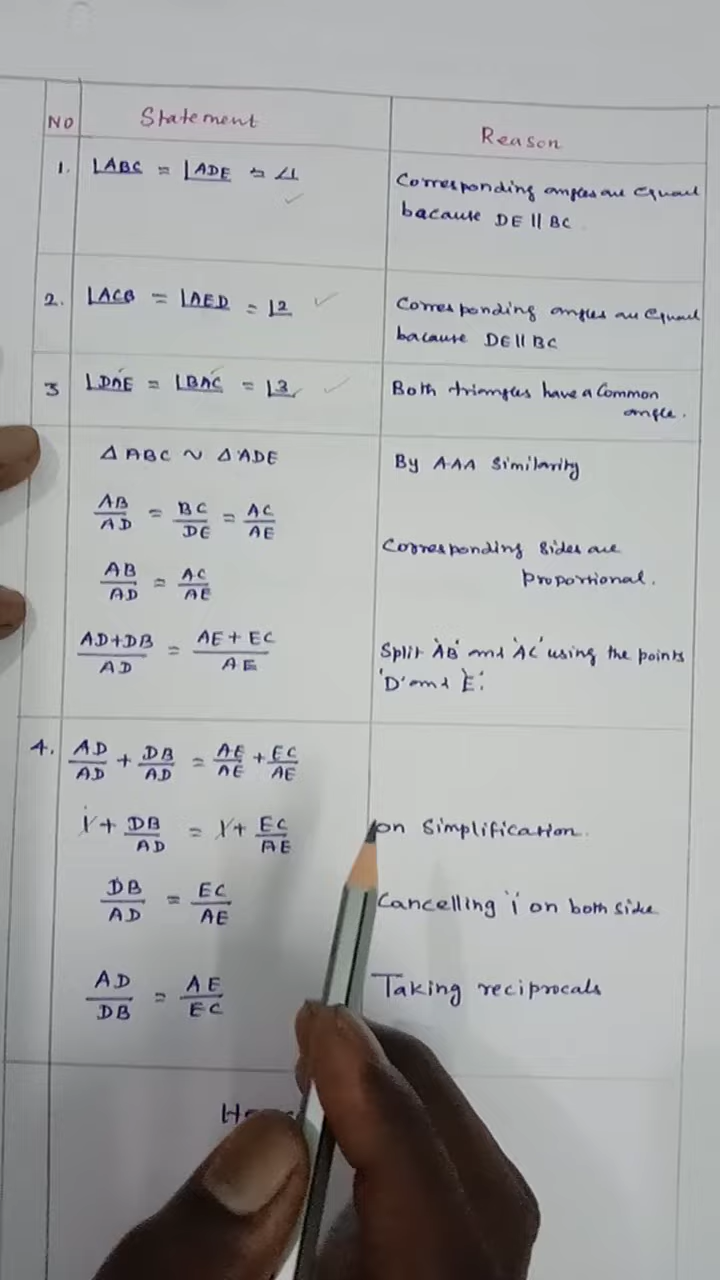 NO Statement Reason
1. ∠ABC = ∠ADE = ∠1 Corresponding angles are equal
bacause DE || BC
2. ∠ACB = ∠AED = ∠2 Corresponding angles are equal
bacause DE || BC
3 ∠DAE = ∠BAC = ∠3 Both triangles have a Common
angle.
Δ ABC ~ Δ ADE By AAA Similarity
AB/AD = BC/DE = AC/AE
Corresponding sides are
AB/AD = AC/AE proportional.
AD+DB/AD = AE+EC/AE Split 'AB' and 'AC' using the points
'D' and 'E'.
4. AD/AD + DB/AD = AE/AE + EC/AE
1 + DB/AD = 1 + EC/AE on Simplification.
DB/AD = EC/AE Cancelling '1' on both side
AD/DB = AE/EC Taking reciprocals